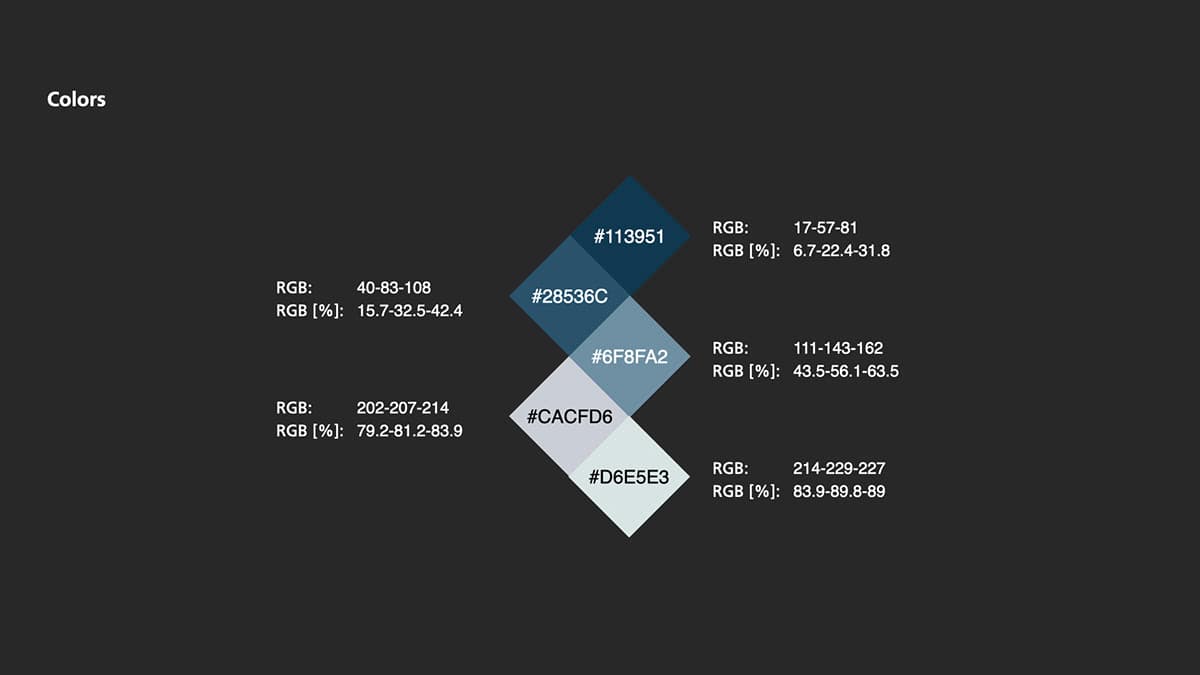 Colors
#113951
RGB: 17-57-81
RGB [%]: 6.7-22.4-31.8
RGB: 40-83-108
RGB [%]: 15.7-32.5-42.4
#28536C
#6F8FA2
RGB: 111-143-162
RGB [%]: 43.5-56.1-63.5
RGB: 202-207-214
RGB [%]: 79.2-81.2-83.9
#CACFD6
#D6E5E3
RGB: 214-229-227
RGB [%]: 83.9-89.8-89